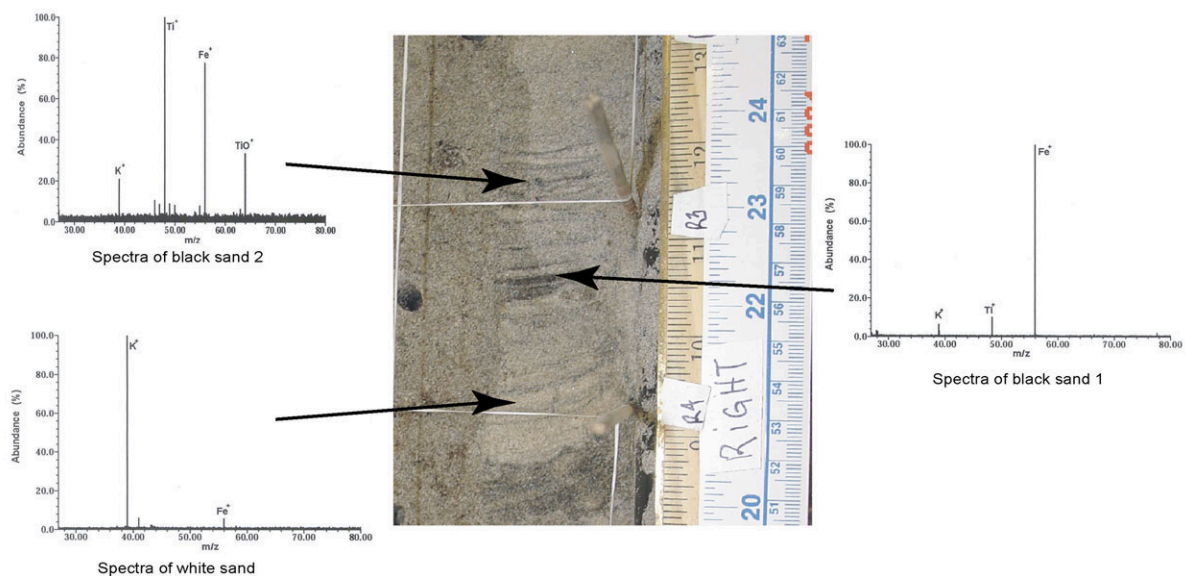 100.0
80.0
60.0
40.0
20.0
0.0
Abundance (%)
K+
Ti+
Fe+
TiO+
30.00 40.00 50.00 60.00 70.00 80.00
m/z
Spectra of black sand 2
100.0
80.0
60.0
40.0
20.0
0.0
Abundance (%)
K+
Fe+
30.00 40.00 50.00 60.00 70.00 80.00
m/z
Spectra of white sand
13
12
11
10
9
R3
R4
RIGHT
24
23
22
20
63
62
61
60
59
58
57
56
55
54
53
52
51
100.0
80.0
60.0
40.0
20.0
0.0
Abundance (%)
K+
Ti+
Fe+
30.00 40.00 50.00 60.00 70.00 80.00
m/z
Spectra of black sand 1